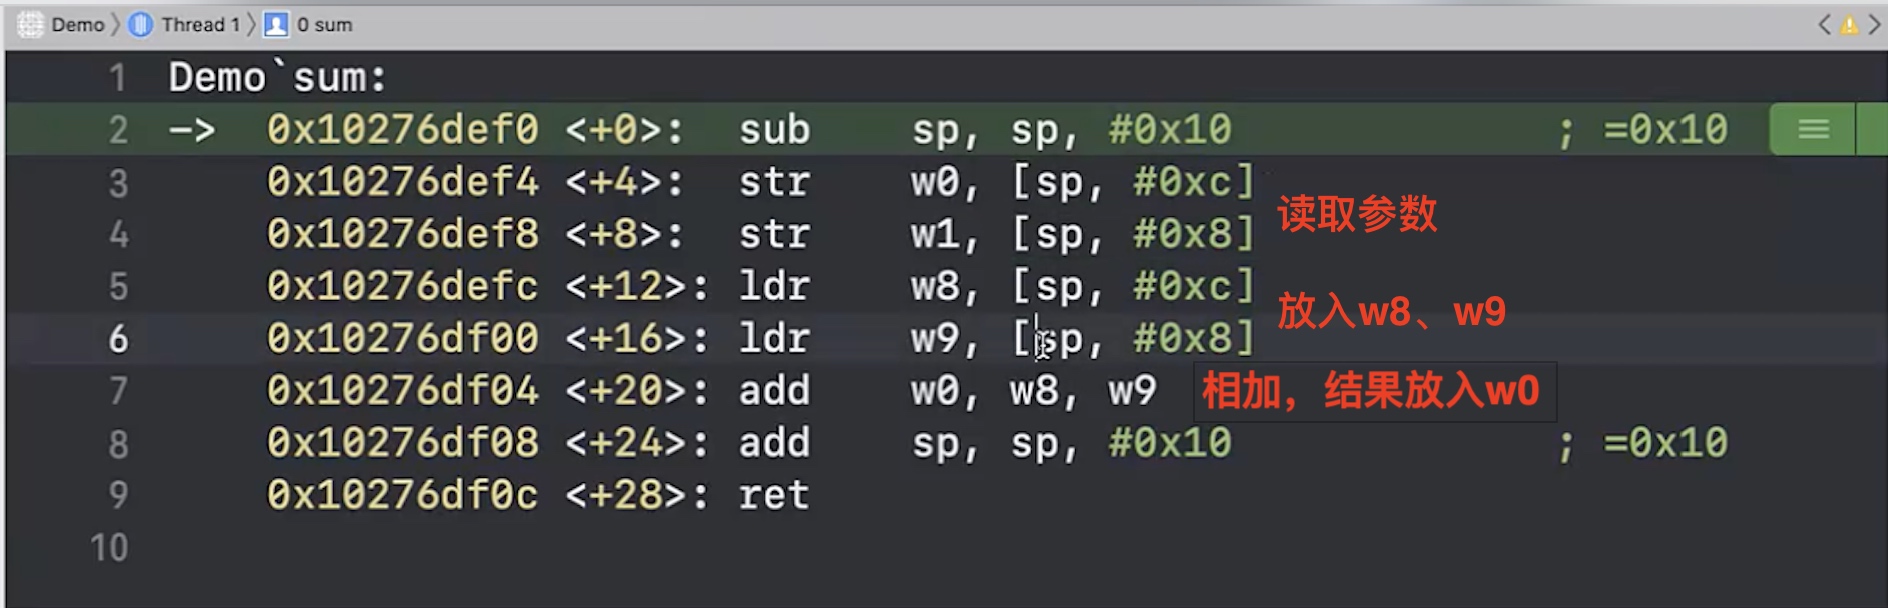 Demo 〉 Thread 1 〉 0 sum
1 Demo`sum:
2 -> 0x10276def0 <+0>: sub sp, sp, #0x10 ; =0x10
3 0x10276def4 <+4>: str w0, [sp, #0xc]
读取参数
4 0x10276def8 <+8>: str w1, [sp, #0x8]
5 0x10276defc <+12>: ldr w8, [sp, #0xc]
放入w8、w9
6 0x10276df00 <+16>: ldr w9, [sp, #0x8]
7 0x10276df04 <+20>: add w0, w8, w9 相加，结果放入w0
8 0x10276df08 <+24>: add sp, sp, #0x10 ; =0x10
9 0x10276df0c <+28>: ret
10